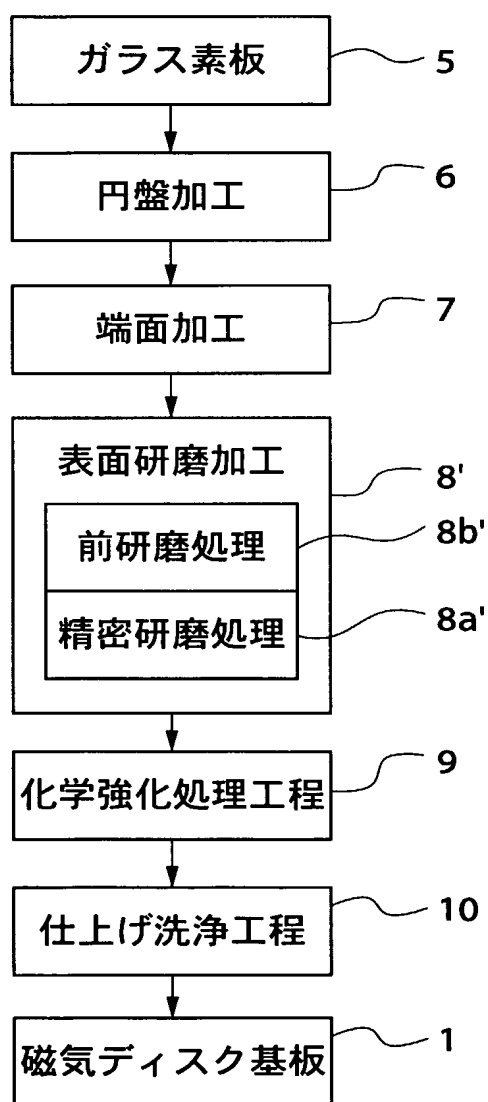 ガラス素板
5
円盤加工
6
端面加工
7
表面研磨加工
8'
前研磨処理
8b'
精密研磨処理
8a'
化学強化処理工程
9
仕上げ洗浄工程
10
磁気ディスク基板
1